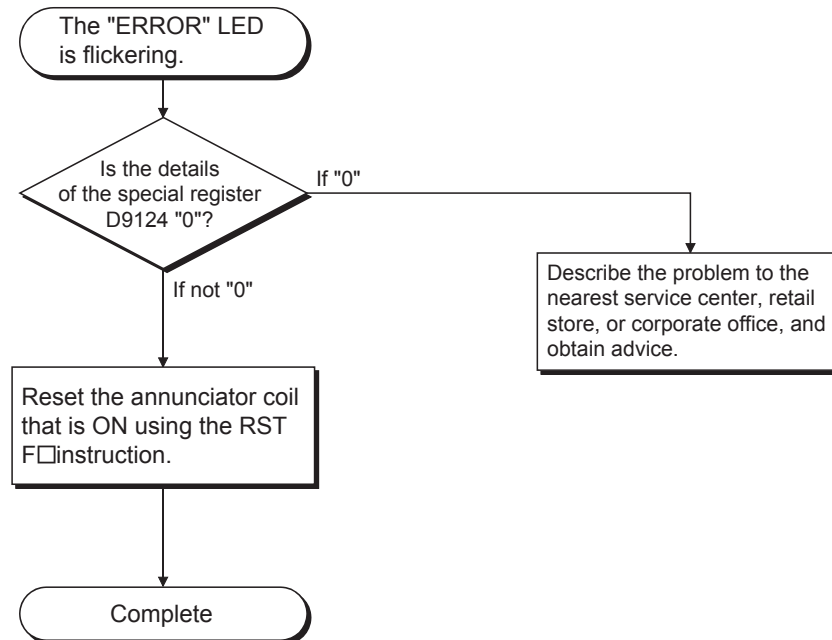 The "ERROR" LED
is flickering.
Is the details
of the special register
D9124 "0"?
If "0"
If not "0"
Describe the problem to the
nearest service center, retail
store, or corporate office, and
obtain advice.
Reset the annunciator coil
that is ON using the RST
F□instruction.
Complete